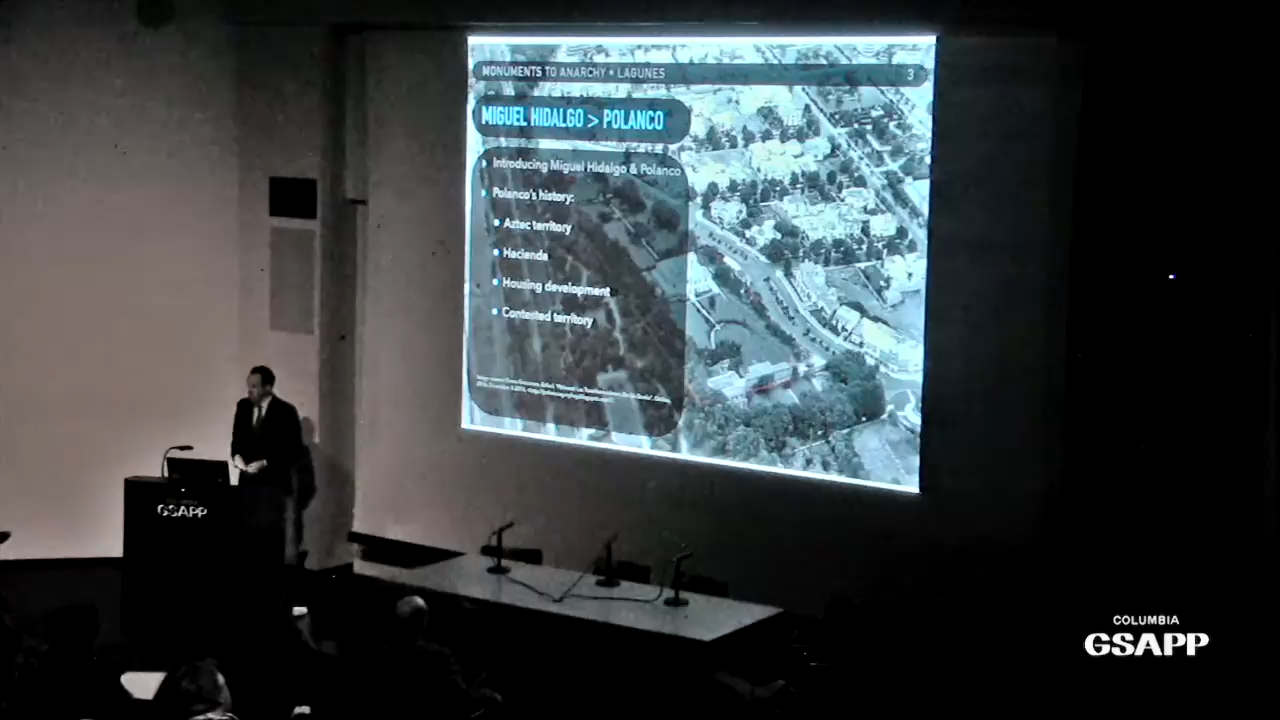 MONUMENTS TO ANARCHY • LAGUNES 3
MIGUEL HIDALGO > POLANCO
Introducing Miguel Hidalgo & Polanco
Polanco's history:
Aztec territory
Hacienda
Housing development
Contested territory
COLUMBIA
GSAPP
COLUMBIA
GSAPP